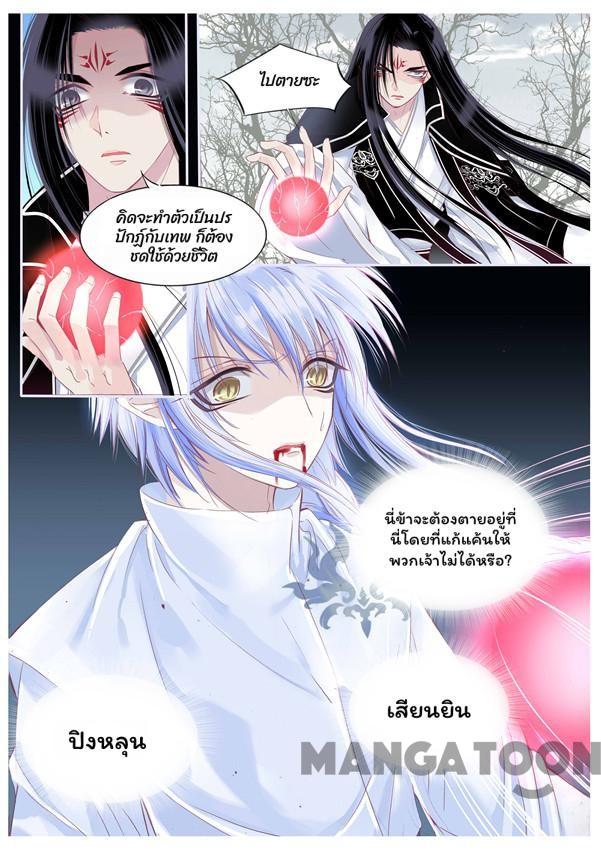 คิดจะทำตัวเป็นปร
ปักภู์กับเทพ ก็ต้อง
ชดใช้ด้วยชีวิต
ไปตายซะ
นี่ข้าจะต้องตายอยู่ที่
นี่โดยที่แก้แค้นให้
พวกเจ้าไม่ได้หรือ?
เสียนยิน
ปิงหลุน
MANGATOON